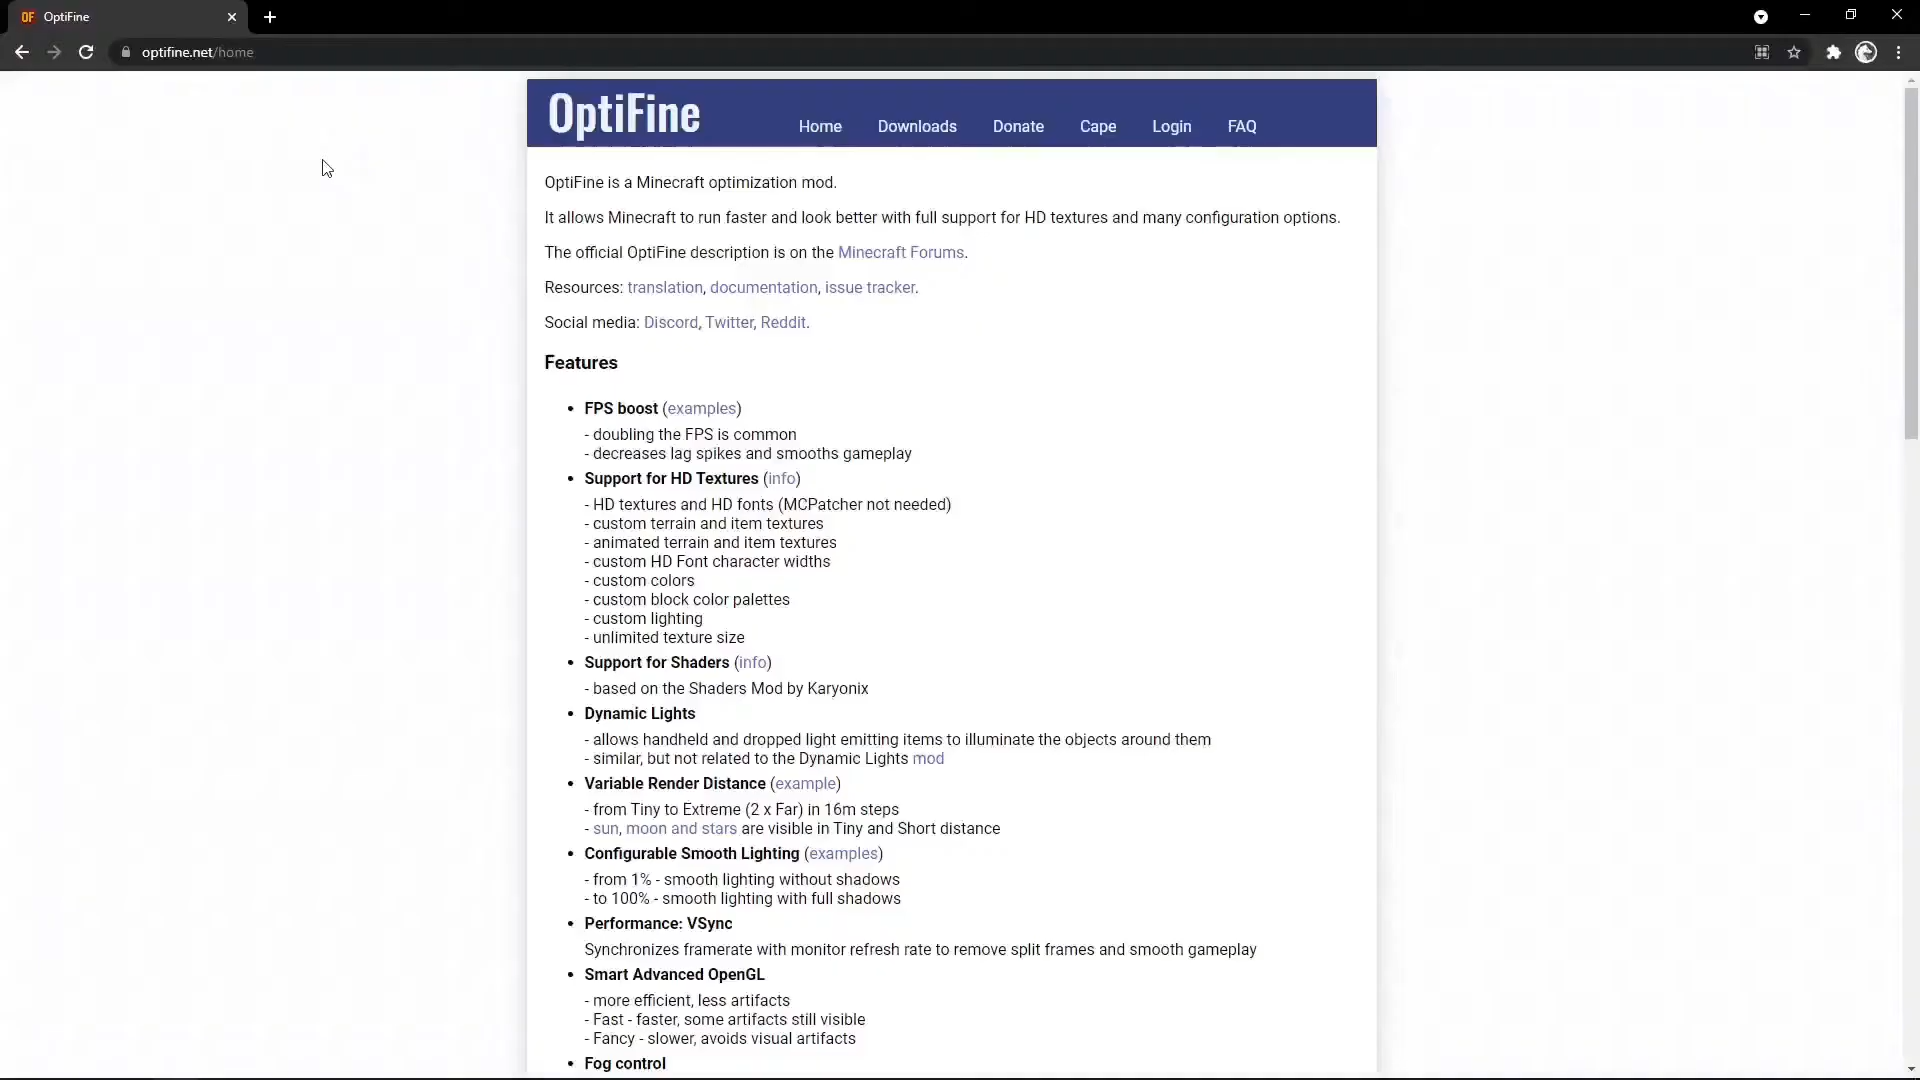 OF OptiFine
optifine.net/home
OptiFine
Home Downloads Donate Cape Login FAQ
OptiFine is a Minecraft optimization mod.
It allows Minecraft to run faster and look better with full support for HD textures and many configuration options.
The official OptiFine description is on the Minecraft Forums.
Resources: translation, documentation, issue tracker.
Social media: Discord, Twitter, Reddit.
Features
• FPS boost (examples)
- doubling the FPS is common
- decreases lag spikes and smooths gameplay
• Support for HD Textures (info)
- HD textures and HD fonts (MCPatcher not needed)
- custom terrain and item textures
- animated terrain and item textures
- custom HD Font character widths
- custom colors
- custom block color palettes
- custom lighting
- unlimited texture size
• Support for Shaders (info)
- based on the Shaders Mod by Karyonix
• Dynamic Lights
- allows handheld and dropped light emitting items to illuminate the objects around them
- similar, but not related to the Dynamic Lights mod
• Variable Render Distance (example)
- from Tiny to Extreme (2 x Far) in 16m steps
- sun, moon and stars are visible in Tiny and Short distance
• Configurable Smooth Lighting (examples)
- from 1% - smooth lighting without shadows
- to 100% - smooth lighting with full shadows
• Performance: VSync
Synchronizes framerate with monitor refresh rate to remove split frames and smooth gameplay
• Smart Advanced OpenGL
- more efficient, less artifacts
- Fast - faster, some artifacts still visible
- Fancy - slower, avoids visual artifacts
• Fog control